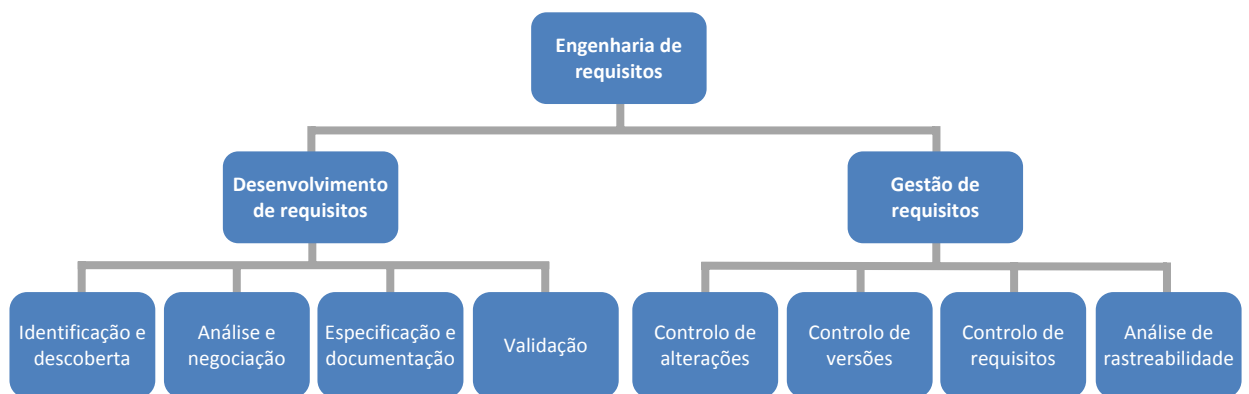 Engenharia de
requisitos
Desenvolvimento
de requisitos
Gestão de
requisitos
Identificação e
descoberta
Análise e
negociação
Especificação e
documentação
Validação
Controlo de
alterações
Controlo de
versões
Controlo de
requisitos
Análise de
rastreabilidade